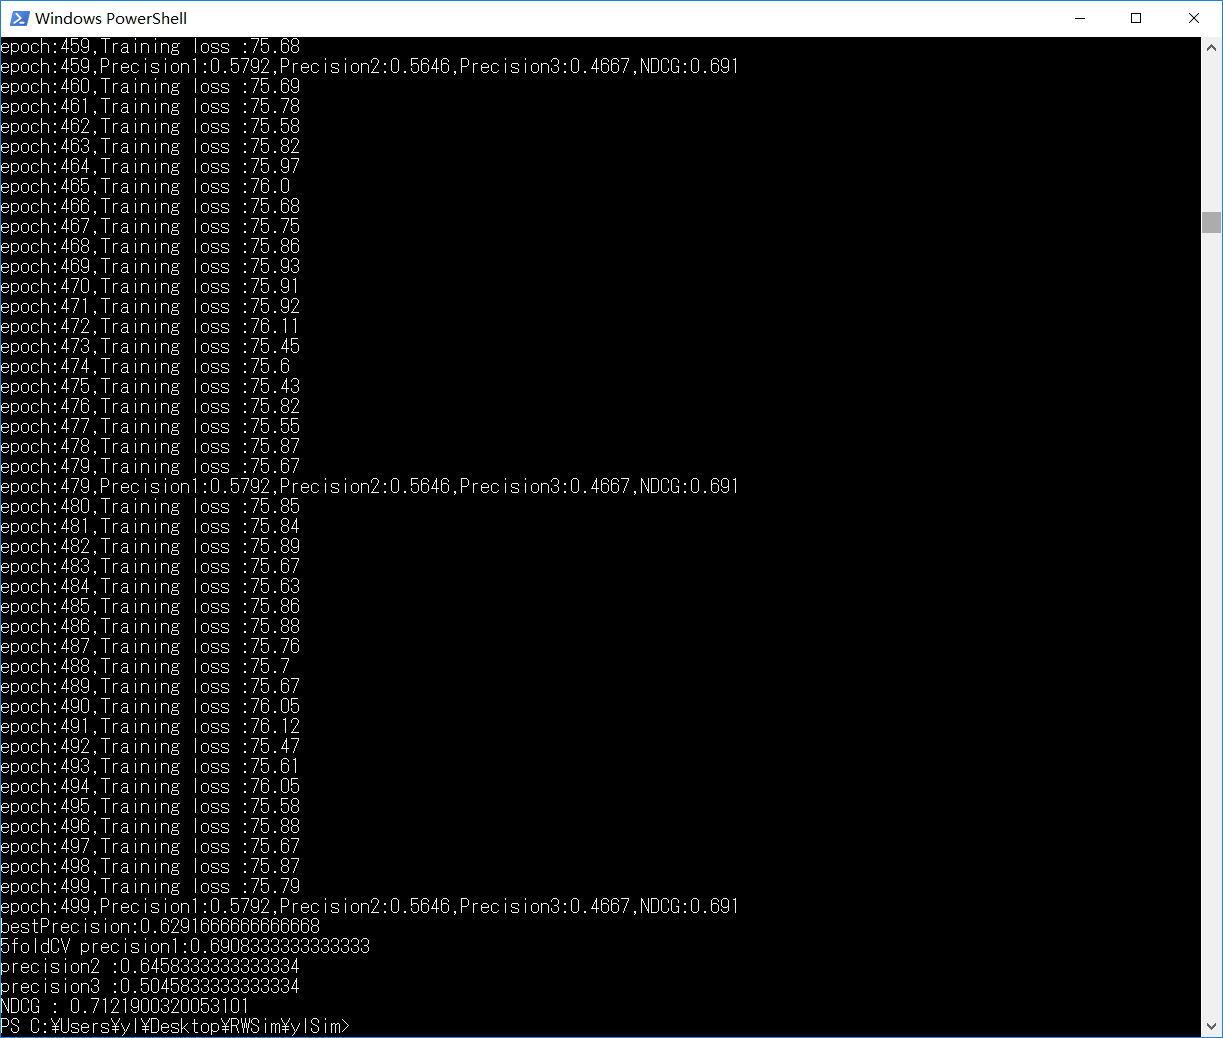 Windows PowerShell
epoch:459,Training loss :75.68
epoch:459,Precision1:0.5792,Precision2:0.5646,Precision3:0.4667,NDCG:0.691
epoch:460,Training loss :75.69
epoch:461,Training loss :75.78
epoch:462,Training loss :75.58
epoch:463,Training loss :75.82
epoch:464,Training loss :75.97
epoch:465,Training loss :76.0
epoch:466,Training loss :75.68
epoch:467,Training loss :75.75
epoch:468,Training loss :75.86
epoch:469,Training loss :75.93
epoch:470,Training loss :75.91
epoch:471,Training loss :75.92
epoch:472,Training loss :76.11
epoch:473,Training loss :75.45
epoch:474,Training loss :75.6
epoch:475,Training loss :75.43
epoch:476,Training loss :75.82
epoch:477,Training loss :75.55
epoch:478,Training loss :75.87
epoch:479,Training loss :75.67
epoch:479,Precision1:0.5792,Precision2:0.5646,Precision3:0.4667,NDCG:0.691
epoch:480,Training loss :75.85
epoch:481,Training loss :75.84
epoch:482,Training loss :75.89
epoch:483,Training loss :75.67
epoch:484,Training loss :75.63
epoch:485,Training loss :75.86
epoch:486,Training loss :75.88
epoch:487,Training loss :75.76
epoch:488,Training loss :75.7
epoch:489,Training loss :75.67
epoch:490,Training loss :76.05
epoch:491,Training loss :76.12
epoch:492,Training loss :75.47
epoch:493,Training loss :75.61
epoch:494,Training loss :76.05
epoch:495,Training loss :75.58
epoch:496,Training loss :75.88
epoch:497,Training loss :75.67
epoch:498,Training loss :75.87
epoch:499,Training loss :75.79
epoch:499,Precision1:0.5792,Precision2:0.5646,Precision3:0.4667,NDCG:0.691
bestPrecision:0.6291666666666668
5foldCV precision1:0.6908333333333333
precision2 :0.6458333333333334
precision3 :0.5045833333333334
NDCG : 0.7121900320053101
PS C:¥Users¥yl¥Desktop¥RWSim¥ylSim>